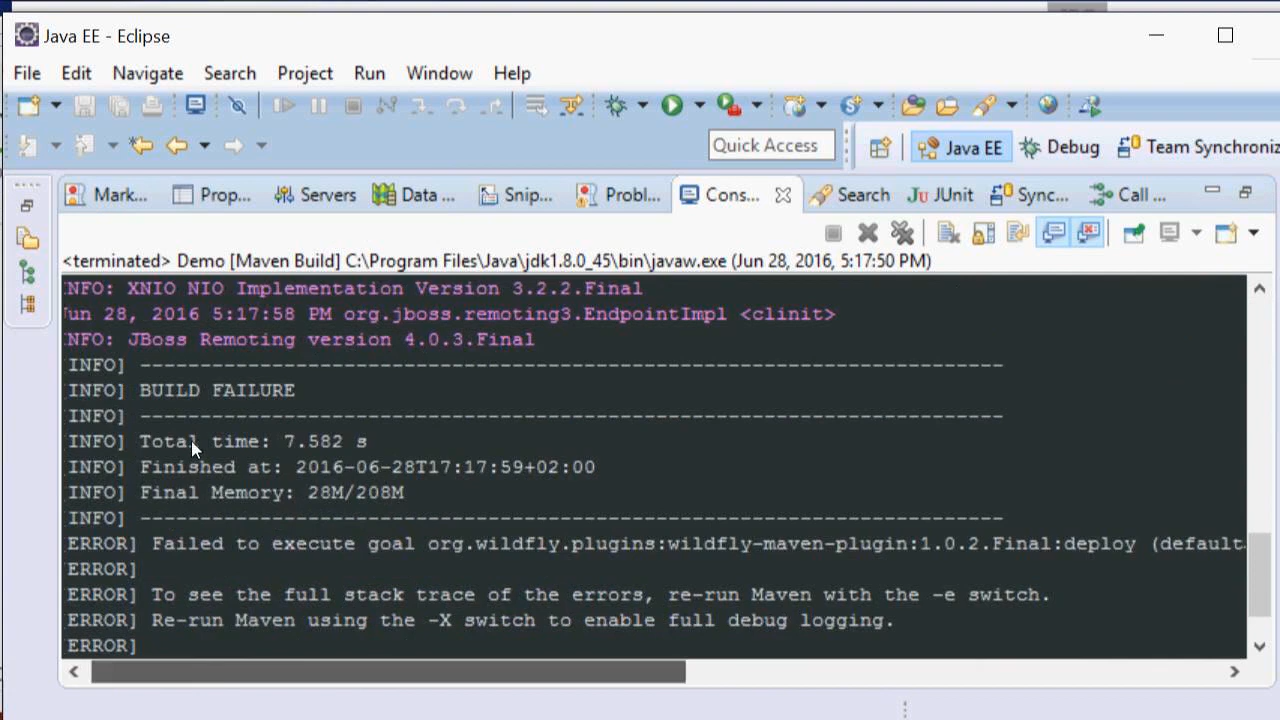 Java EE - Eclipse
File Edit Navigate Search Project Run Window Help
Quick Access Java EE Debug Team Synchroniz
Mark... Prop... Servers Data ... Snip... Probl... Cons... Search JUnit Sync... Call ...
<terminated> Demo [Maven Build] C:\Program Files\Java\jdk1.8.0_45\bin\javaw.exe (Jun 28, 2016, 5:17:50 PM)
INFO: XNIO NIO Implementation Version 3.2.2.Final
Jun 28, 2016 5:17:58 PM org.jboss.remoting3.EndpointImpl <clinit>
INFO: JBoss Remoting version 4.0.3.Final
INFO] ------------------------------------------------------------------------
INFO] BUILD FAILURE
INFO] ------------------------------------------------------------------------
INFO] Total time: 7.582 s
INFO] Finished at: 2016-06-28T17:17:59+02:00
INFO] Final Memory: 28M/208M
INFO] ------------------------------------------------------------------------
ERROR] Failed to execute goal org.wildfly.plugins:wildfly-maven-plugin:1.0.2.Final:deploy (default
ERROR]
ERROR] To see the full stack trace of the errors, re-run Maven with the -e switch.
ERROR] Re-run Maven using the -X switch to enable full debug logging.
ERROR]